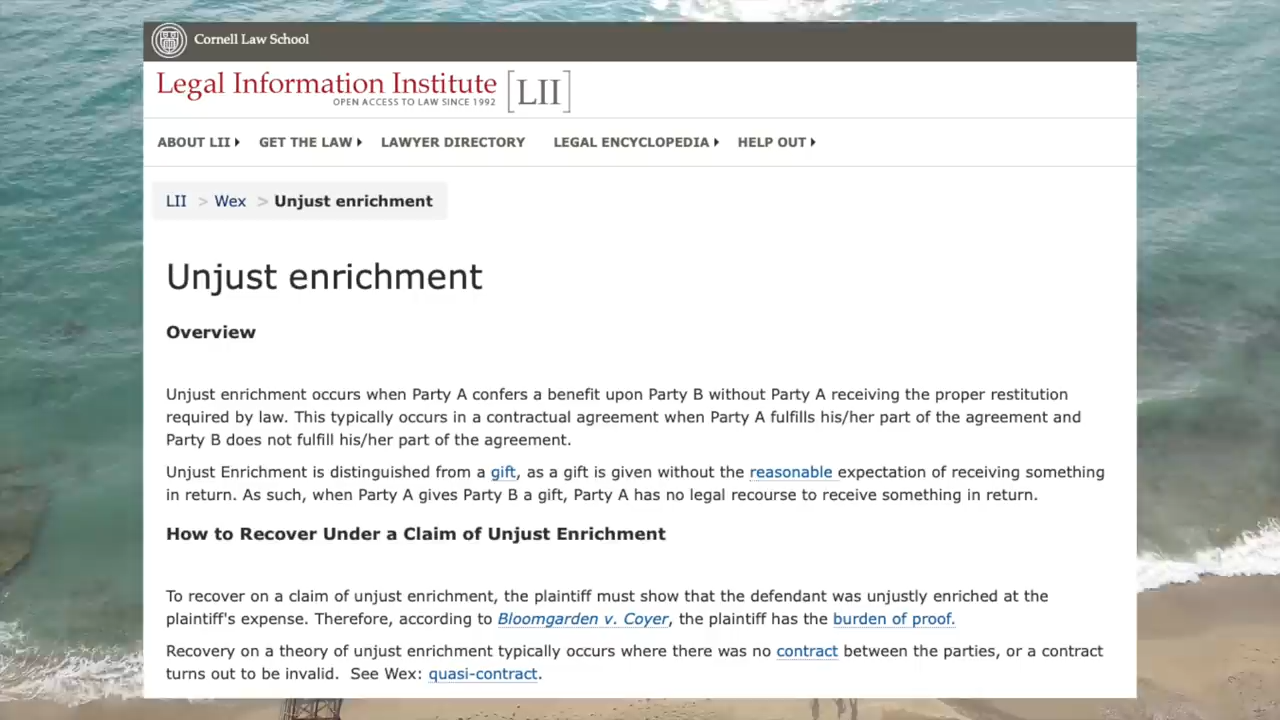 Cornell Law School
Legal Information Institute [LII]
OPEN ACCESS TO LAW SINCE 1992
ABOUT LII GET THE LAW LAWYER DIRECTORY LEGAL ENCYCLOPEDIA HELP OUT
LII > Wex > Unjust enrichment
Unjust enrichment
Overview
Unjust enrichment occurs when Party A confers a benefit upon Party B without Party A receiving the proper restitution
required by law. This typically occurs in a contractual agreement when Party A fulfills his/her part of the agreement and
Party B does not fulfill his/her part of the agreement.
Unjust Enrichment is distinguished from a gift, as a gift is given without the reasonable expectation of receiving something
in return. As such, when Party A gives Party B a gift, Party A has no legal recourse to receive something in return.
How to Recover Under a Claim of Unjust Enrichment
To recover on a claim of unjust enrichment, the plaintiff must show that the defendant was unjustly enriched at the
plaintiff's expense. Therefore, according to Bloomgarden v. Coyer, the plaintiff has the burden of proof.
Recovery on a theory of unjust enrichment typically occurs where there was no contract between the parties, or a contract
turns out to be invalid. See Wex: quasi-contract.